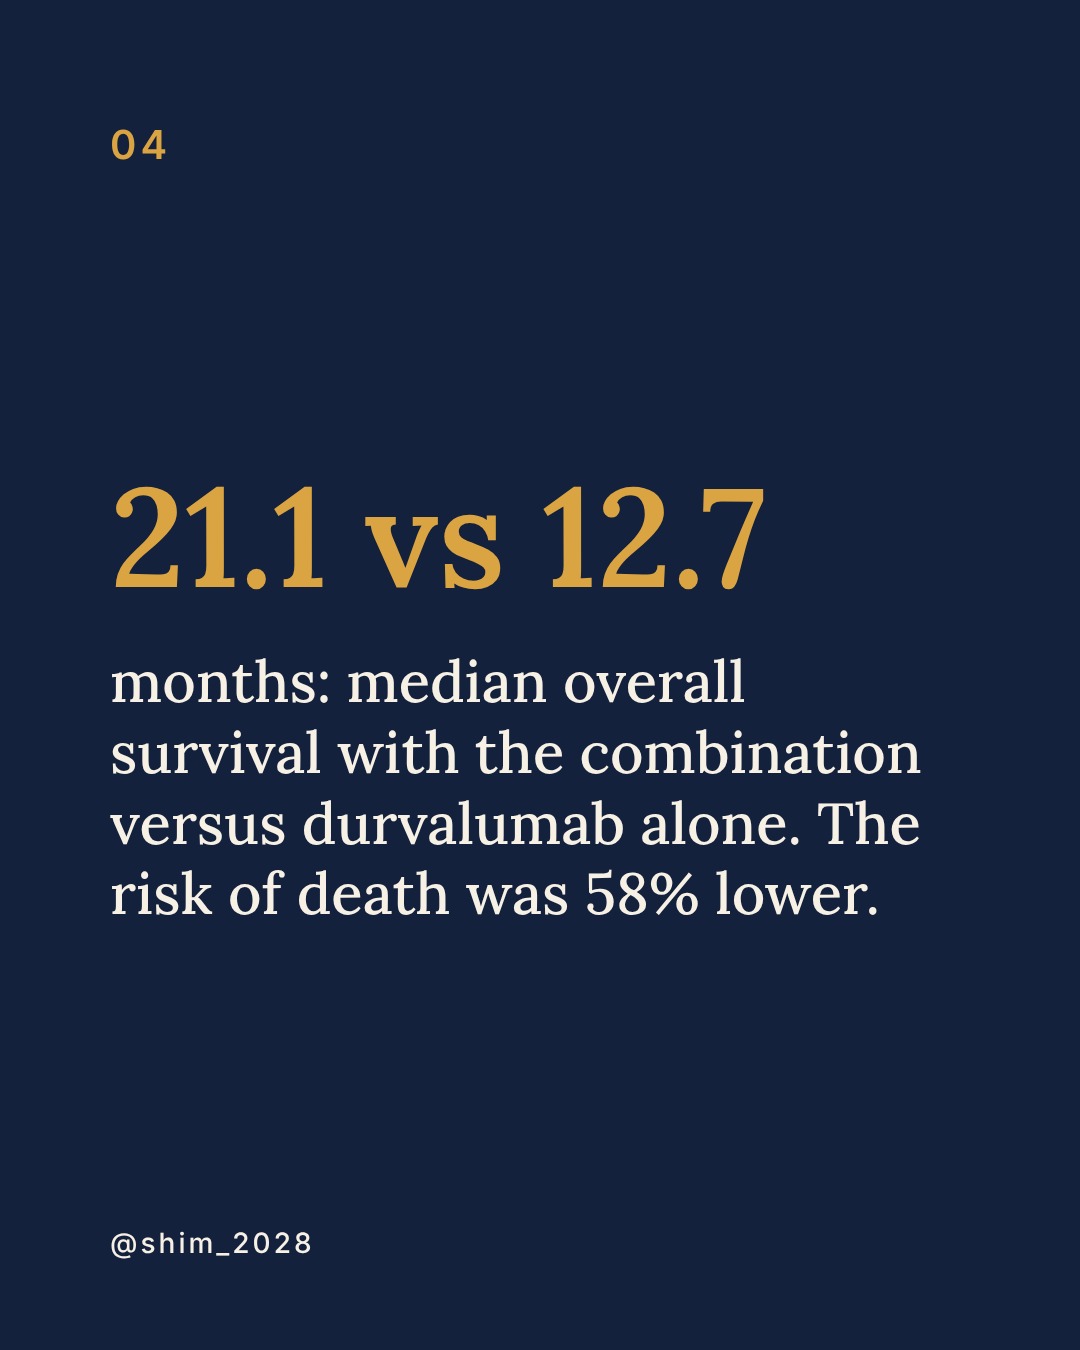 04
21.1 vs 12.7
months: median overall
survival with the combination
versus durvalumab alone. The
risk of death was 58% lower.
@shim_2028